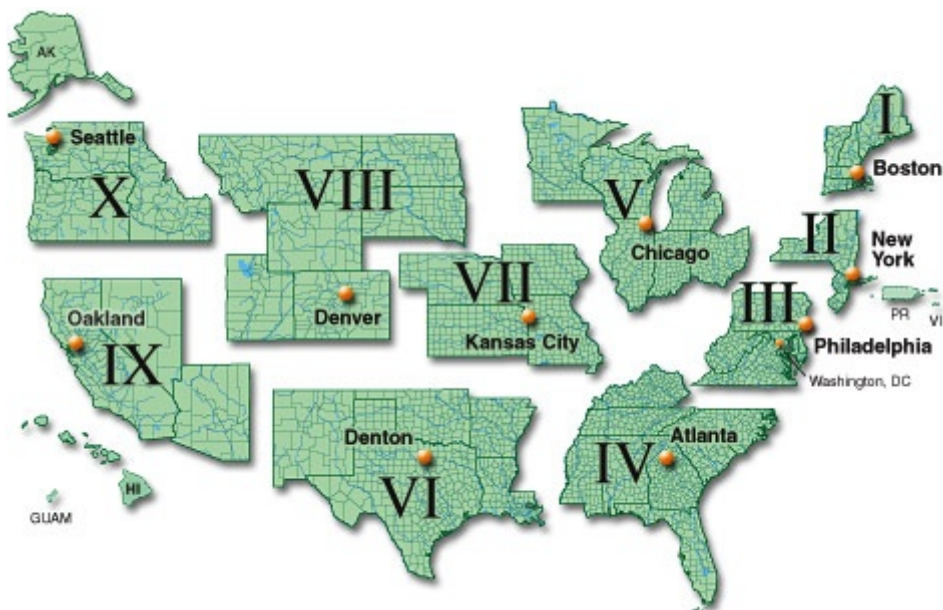 AK
Seattle
X
VIII
V
Chicago
I
Boston
II
New
York
PR
VI
III
Philadelphia
Washington, DC
Oakland
IX
Denver
VII
Kansas City
HI
GUAM
Denton
VI
IV
Atlanta